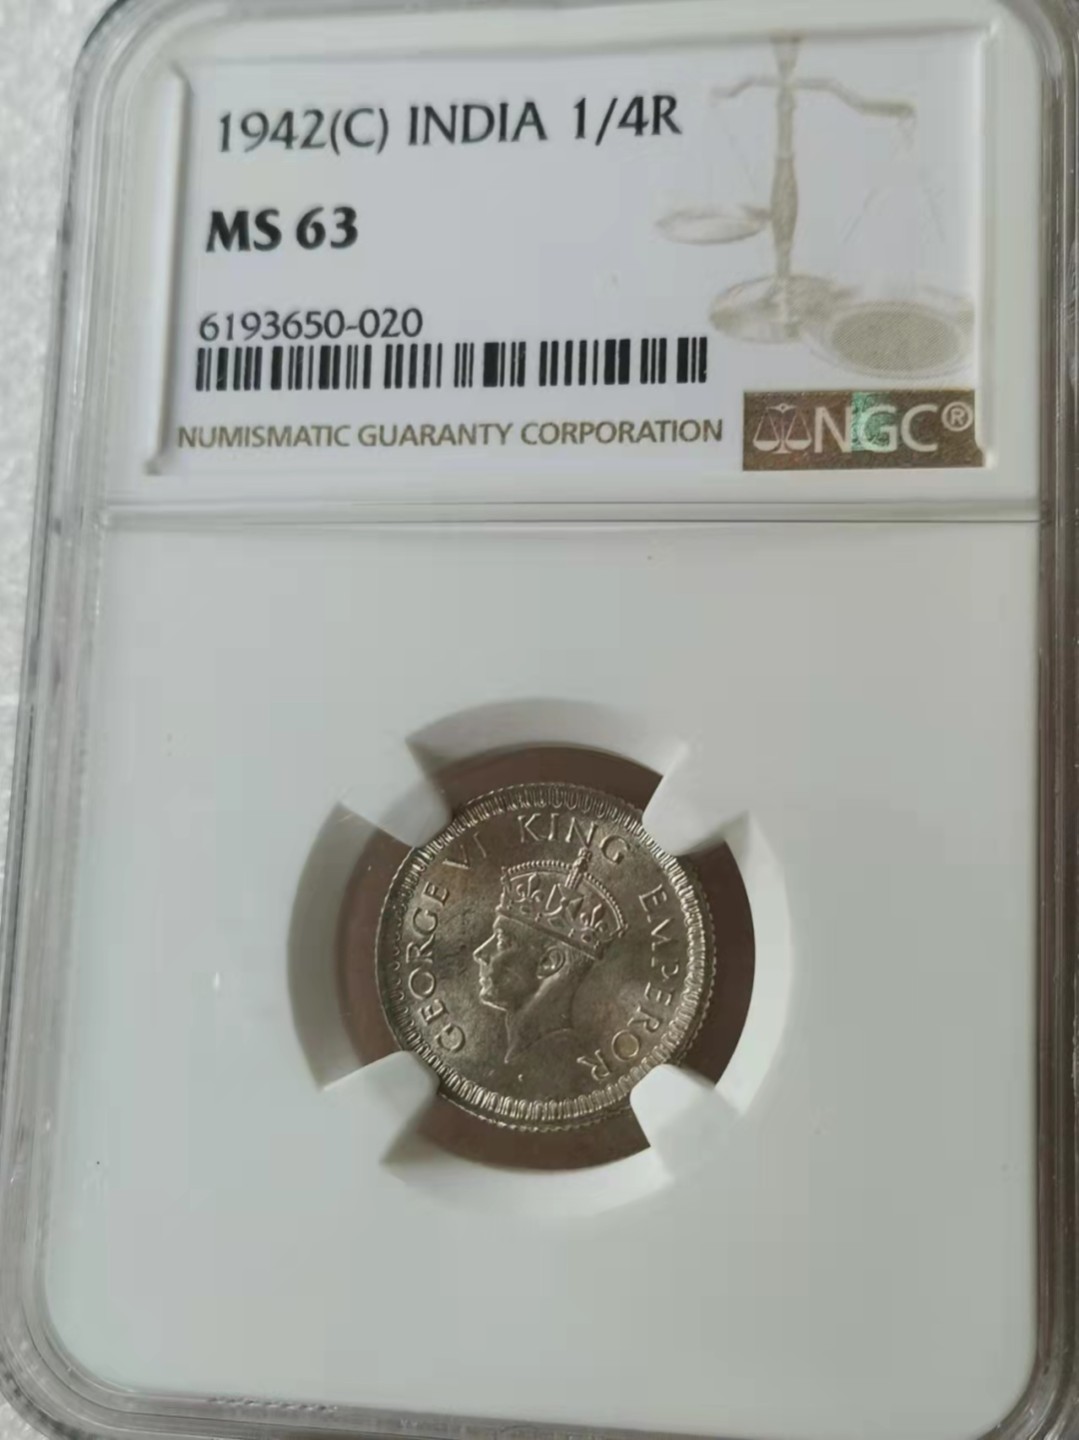 1942(C) INDIA 1/4R
MS 63
6193650-020
NUMISMATIC GUARANTY CORPORATION
NGC®
GEORGE VI KING EMPEROR